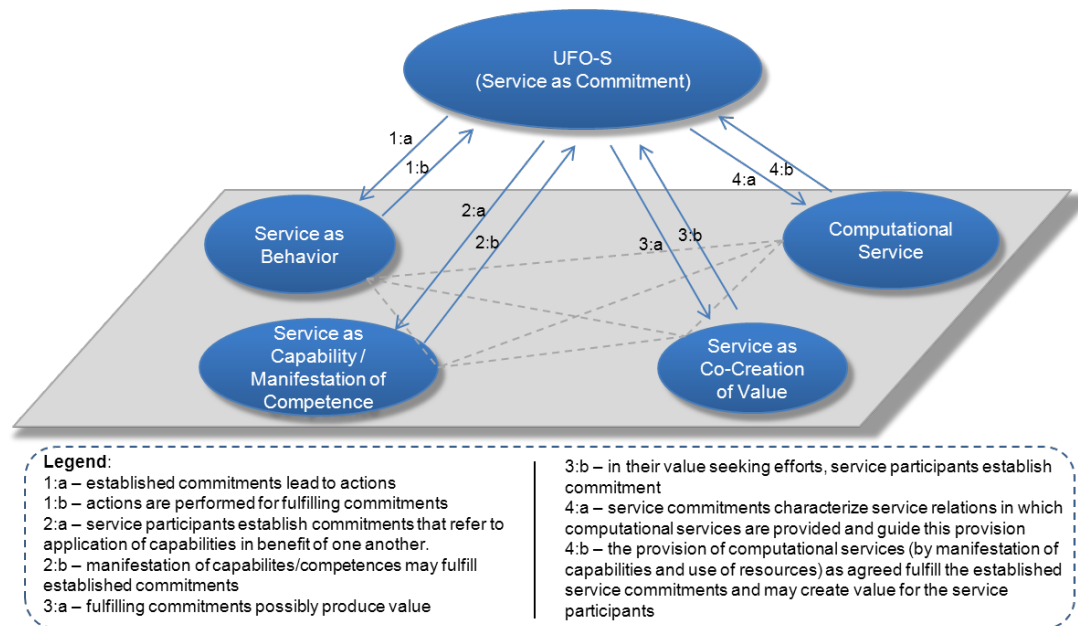 UFO-S
(Service as Commitment)
1:a
1:b
2:a
2:b
3:a
3:b
4:a
4:b
Service as
Behavior
Computational
Service
Service as
Capability /
Manifestation of
Competence
Service as
Co-Creation
of Value
Legend:
1:a – established commitments lead to actions
1:b – actions are performed for fulfilling commitments
2:a – service participants establish commitments that refer to
application of capabilities in benefit of one another.
2:b – manifestation of capabilites/competences may fulfill
established commitments
3:a – fulfilling commitments possibly produce value
3:b – in their value seeking efforts, service participants establish
commitment
4:a – service commitments characterize service relations in which
computational services are provided and guide this provision
4:b – the provision of computational services (by manifestation of
capabilities and use of resources) as agreed fulfill the established
service commitments and may create value for the service
participants